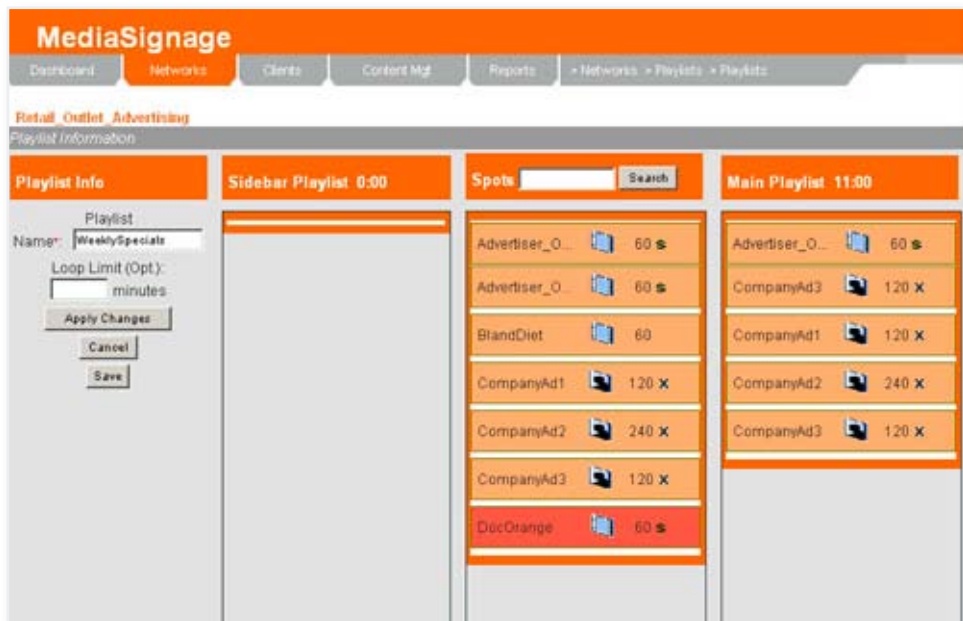 MediaSignage
Dashboard Networks Clients Content Mgt Reports > Networks > Playlists > Playlists
Retail_Outlet_Advertising
Playlist Information
Playlist Info
Playlist
Name*: WeeklySpecials
Loop Limit (Opt.):
minutes
Apply Changes
Cancel
Save
Sidebar Playlist 0:00
Spots Search
Advertiser_O... 60 s
Advertiser_O... 60 s
BlandDiet 60
CompanyAd1 120 x
CompanyAd2 240 x
CompanyAd3 120 x
DocOrange 60 s
Main Playlist 11:00
Advertiser_O... 60 s
CompanyAd3 120 x
CompanyAd1 120 x
CompanyAd2 240 x
CompanyAd3 120 x